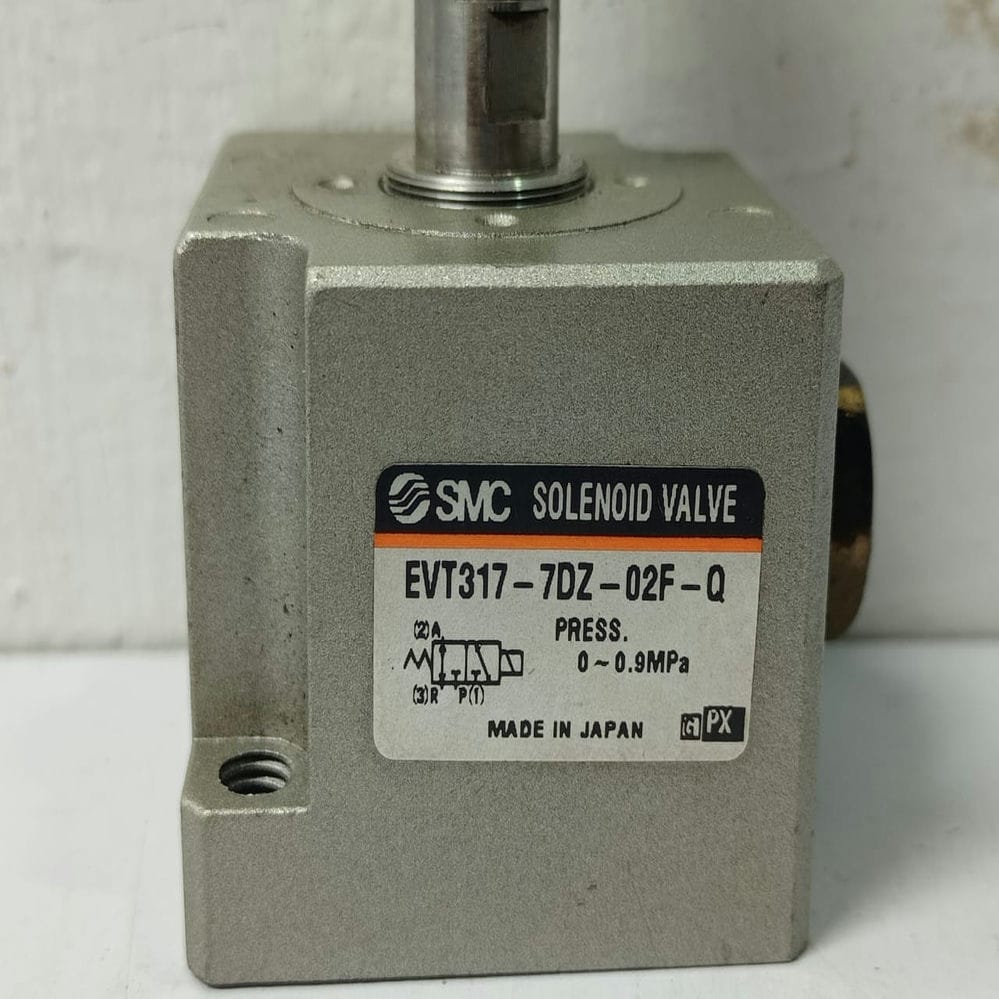 SMC SOLENOID VALVE
EVT317-7DZ-02F-Q
(2)A PRESS.
0~0.9MPa
(3)R P(1)
MADE IN JAPAN PX